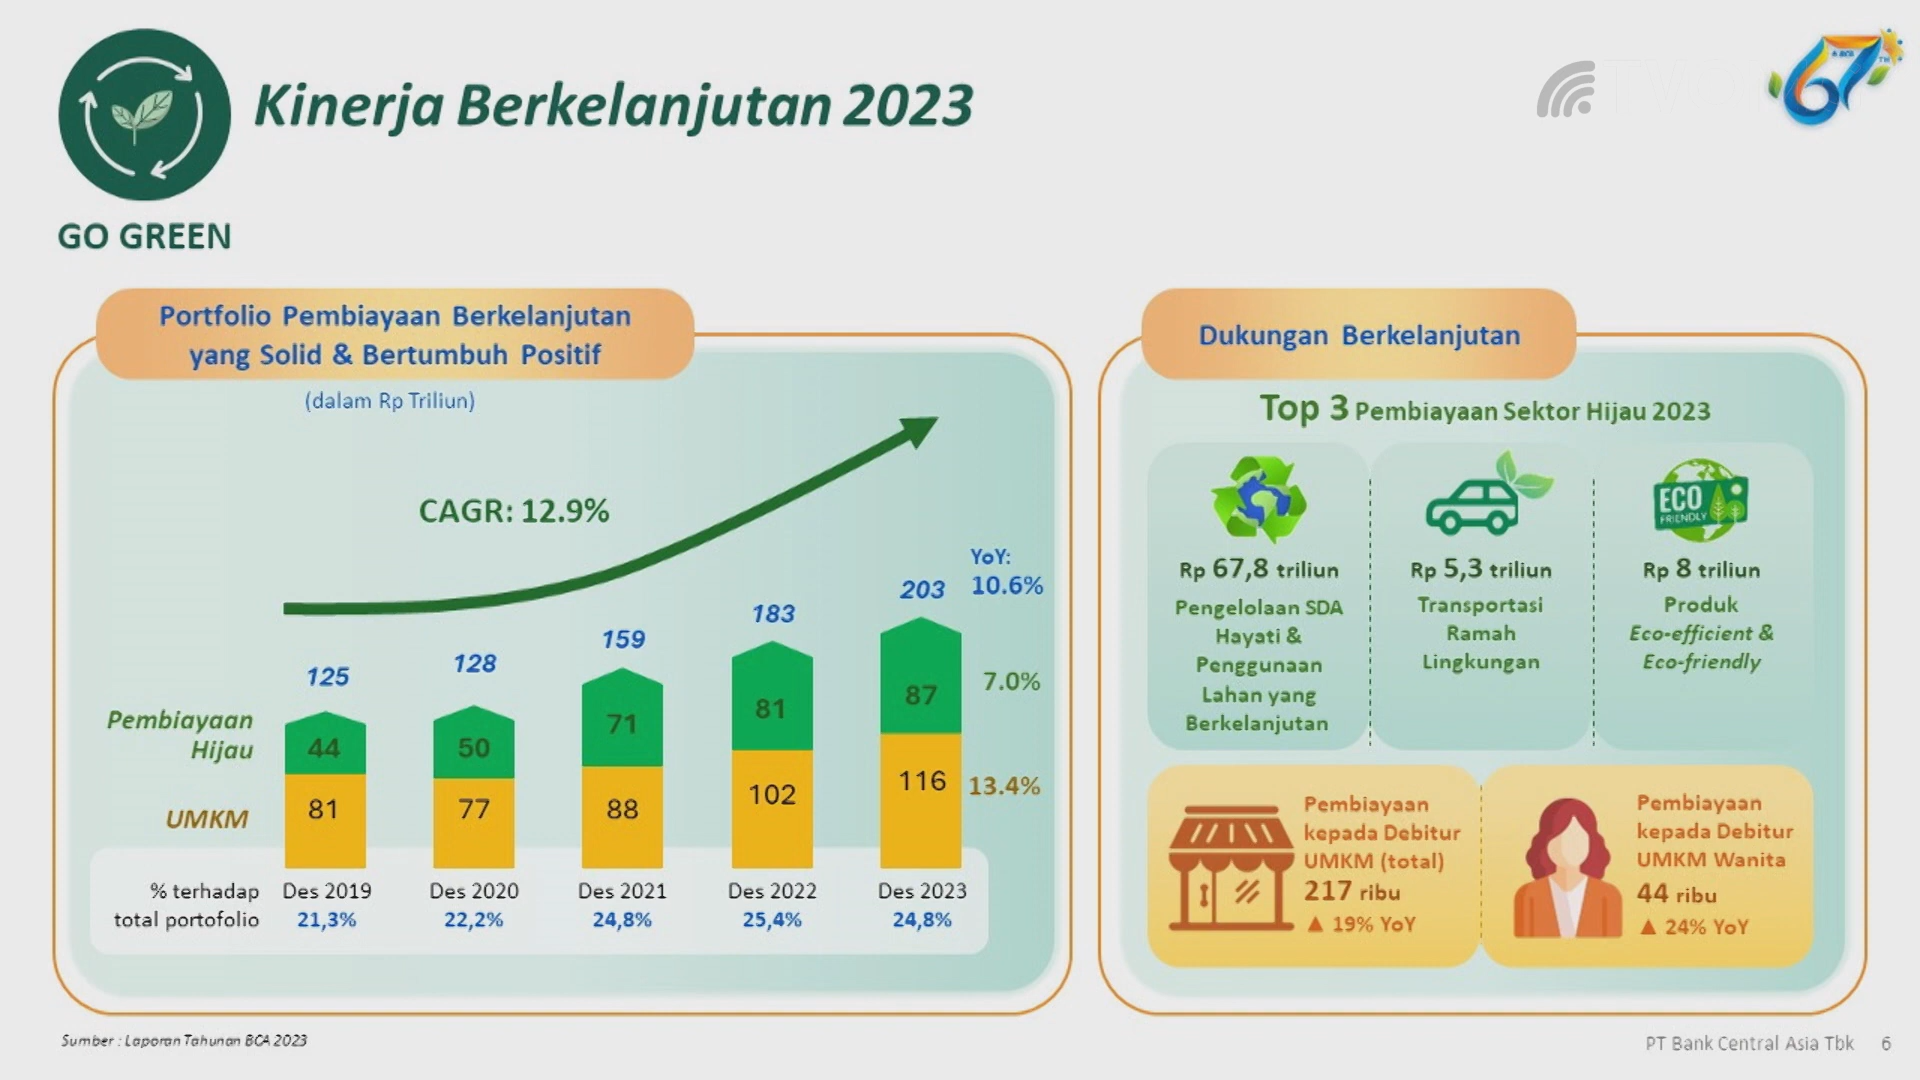 Kinerja Berkelanjutan 2023
67
TH
GO GREEN
Portfolio Pembiayaan Berkelanjutan
yang Solid & Bertumbuh Positif
(dalam Rp Triliun)
CAGR: 12.9%
YoY:
10.6%
125
128
159
183
203
Pembiayaan
Hijau
44
50
71
81
87
7.0%
UMKM
81
77
88
102
116
13.4%
% terhadap
total portofolio
Des 2019
Des 2020
Des 2021
Des 2022
Des 2023
21,3%
22,2%
24,8%
25,4%
24,8%
Dukungan Berkelanjutan
Top 3 Pembiayaan Sektor Hijau 2023
Rp 67,8 triliun
Pengelolaan SDA
Hayati &
Penggunaan
Lahan yang
Berkelanjutan
Rp 5,3 triliun
Transportasi
Ramah
Lingkungan
ECO
FRIENDLY
Rp 8 triliun
Produk
Eco-efficient &
Eco-friendly
Pembiayaan
kepada Debitur
UMKM (total)
217 ribu
▲ 19% YoY
Pembiayaan
kepada Debitur
UMKM Wanita
44 ribu
▲ 24% YoY
Sumber : Laporan Tahunan BCA 2023
PT Bank Central Asia Tbk 6